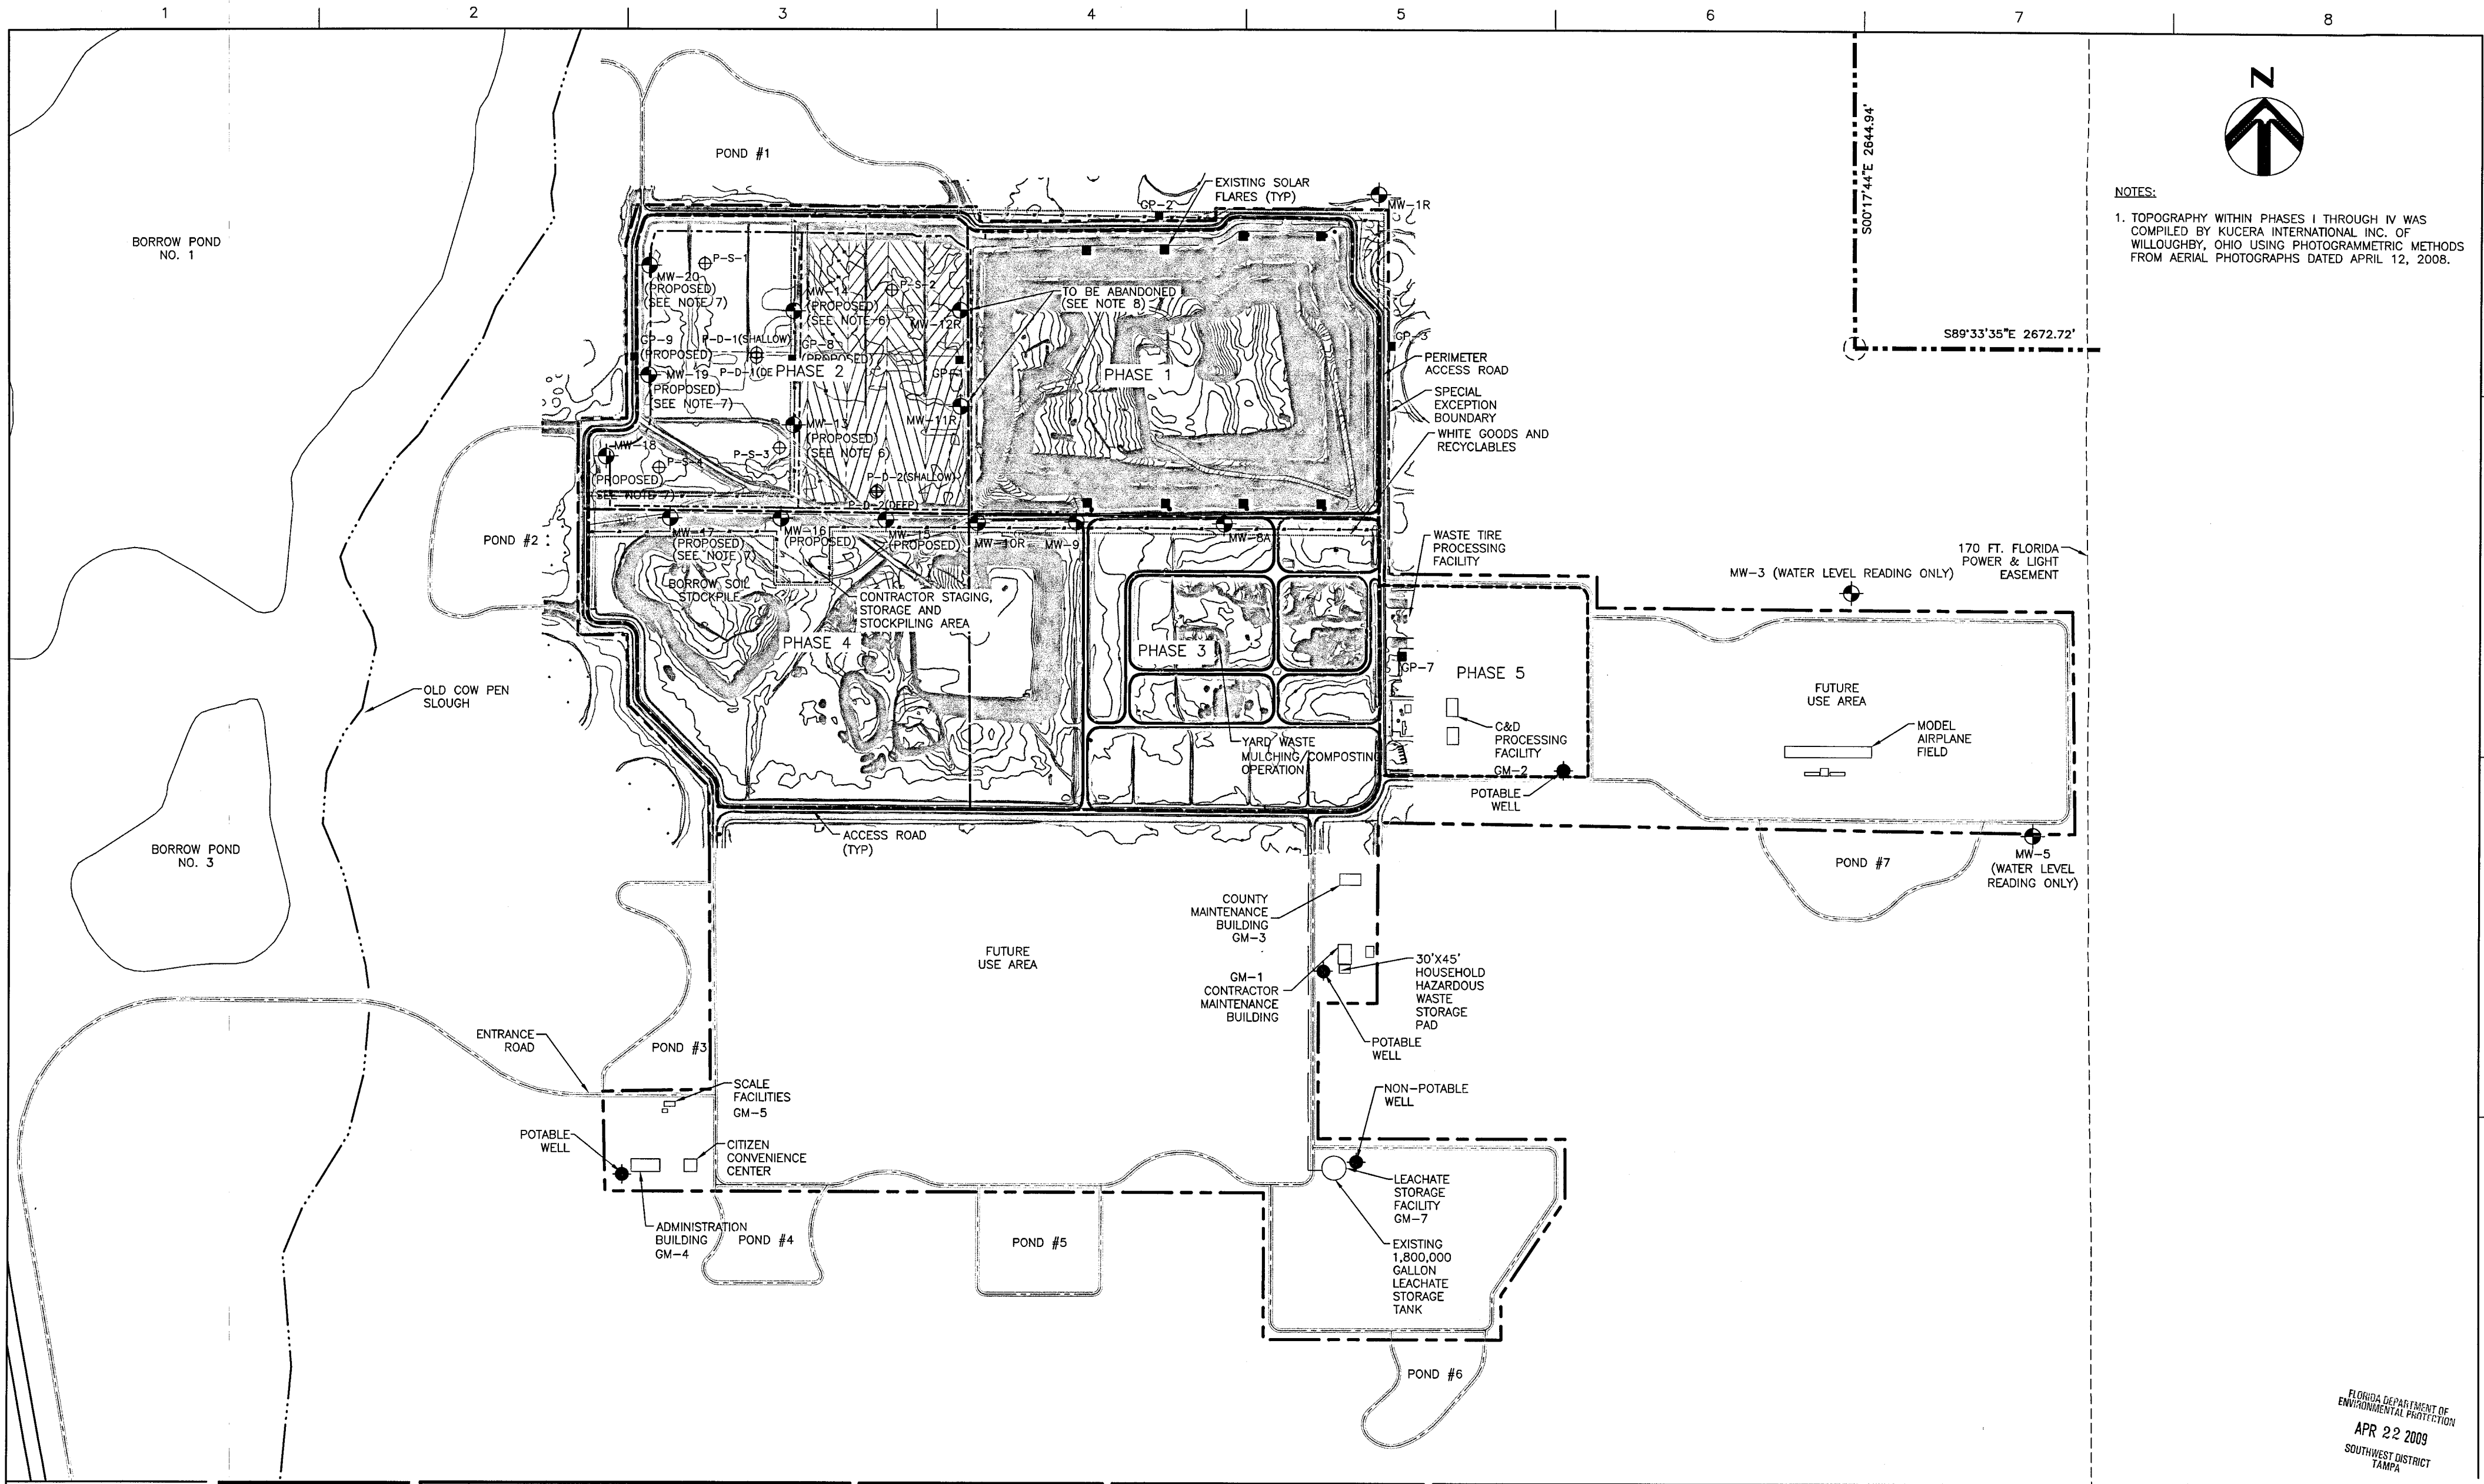 1 2 3 4 5 6 7 8
N
S00°17'44"E 2644.94'
S89°33'35"E 2672.72'
NOTES:
1. TOPOGRAPHY WITHIN PHASES I THROUGH IV WAS
COMPILED BY KUCERA INTERNATIONAL INC. OF
WILLOUGHBY, OHIO USING PHOTOGRAMMETRIC METHODS
FROM AERIAL PHOTOGRAPHS DATED APRIL 12, 2008.
POND #1
BORROW POND
NO. 1
EXISTING SOLAR
FLARES (TYP)
GP-2
MW-1R
P-S-1
MW-20
(PROPOSED)
(SEE NOTE 7)
MW-14
(PROPOSED)
(SEE NOTE 6)
P-S-2
TO BE ABANDONED
(SEE NOTE 8)
MW-12R
GP-9
(PROPOSED)
P-D-1(SHALLOW)
P-D-1(DE
GP-8
(PROPOSED)
PHASE 2
GP-1
PHASE 1
GP-3
PERIMETER
ACCESS ROAD
SPECIAL
EXCEPTION
BOUNDARY
WHITE GOODS AND
RECYCLABLES
MW-19
(PROPOSED)
(SEE NOTE 7)
MW-11R
MW-13
(PROPOSED)
(SEE NOTE 6)
MW-18
(PROPOSED)
(SEE NOTE 7)
P-S-4
P-S-3
P-D-2(SHALLOW)
P-D-2(DEEP)
POND #2
MW-17
(PROPOSED)
(SEE NOTE 7)
MW-16
(PROPOSED)
MW-15
(PROPOSED)
MW-10R
MW-9
MW-8A
WASTE TIRE
PROCESSING
FACILITY
170 FT. FLORIDA
POWER & LIGHT
EASEMENT
MW-3 (WATER LEVEL READING ONLY)
BORROW SOIL
STOCKPILE
CONTRACTOR STAGING,
STORAGE AND
STOCKPILING AREA
PHASE 4
PHASE 3
GP-7
PHASE 5
FUTURE
USE AREA
OLD COW PEN
SLOUGH
MODEL
AIRPLANE
FIELD
C&D
PROCESSING
FACILITY
GM-2
YARD WASTE
MULCHING/COMPOSTING
OPERATION
POTABLE
WELL
ACCESS ROAD
(TYP)
BORROW POND
NO. 3
POND #7
MW-5
(WATER LEVEL
READING ONLY)
COUNTY
MAINTENANCE
BUILDING
GM-3
FUTURE
USE AREA
GM-1
CONTRACTOR
MAINTENANCE
BUILDING
30'X45'
HOUSEHOLD
HAZARDOUS
WASTE
STORAGE
PAD
POTABLE
WELL
ENTRANCE
ROAD
POND #3
SCALE
FACILITIES
GM-5
NON-POTABLE
WELL
POTABLE
WELL
CITIZEN
CONVENIENCE
CENTER
LEACHATE
STORAGE
FACILITY
GM-7
ADMINISTRATION
BUILDING
GM-4
POND #4
POND #5
EXISTING
1,800,000
GALLON
LEACHATE
STORAGE
TANK
POND #6
FLORIDA DEPARTMENT OF
ENVIRONMENTAL PROTECTION
APR 22 2009
SOUTHWEST DISTRICT
TAMPA